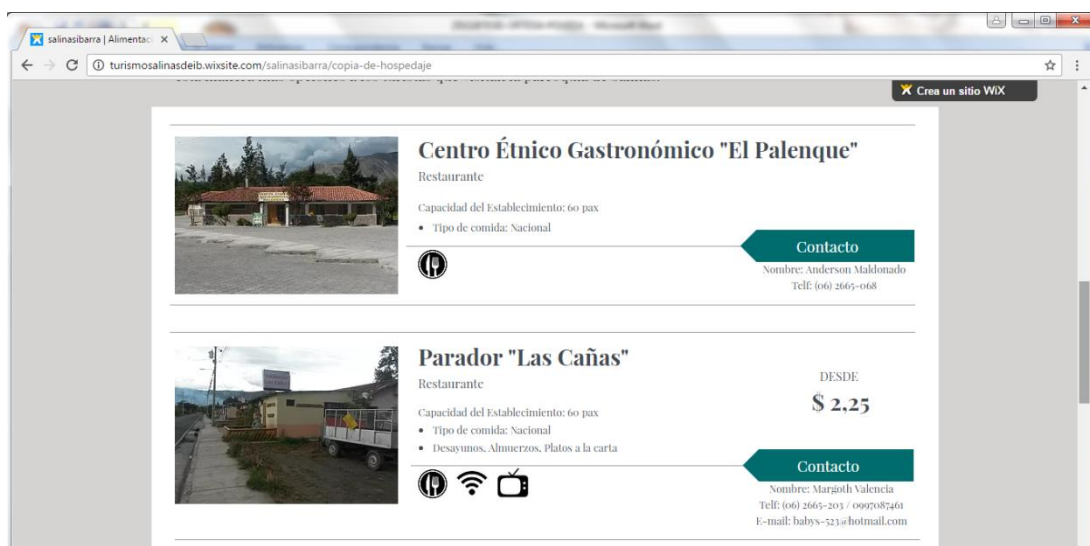 salinasibarra | Alimentac
turismosalinasdeib.wixsite.com/salinasibarra/copia-de-hospedaje
Crea un sitio WiX
Centro Étnico Gastronómico "El Palenque"
Restaurante
Capacidad del Establecimiento: 60 pax
• Tipo de comida: Nacional
Contacto
Nombre: Anderson Maldonado
Telf: (06) 2665-068
Parador "Las Cañas"
Restaurante
DESDE
$ 2,25
Capacidad del Establecimiento: 60 pax
• Tipo de comida: Nacional
• Desayunos, Almuerzos, Platos a la carta
Contacto
Nombre: Margoth Valencia
Telf: (06) 2665-203 / 0997087461
E-mail: babys-523@hotmail.com